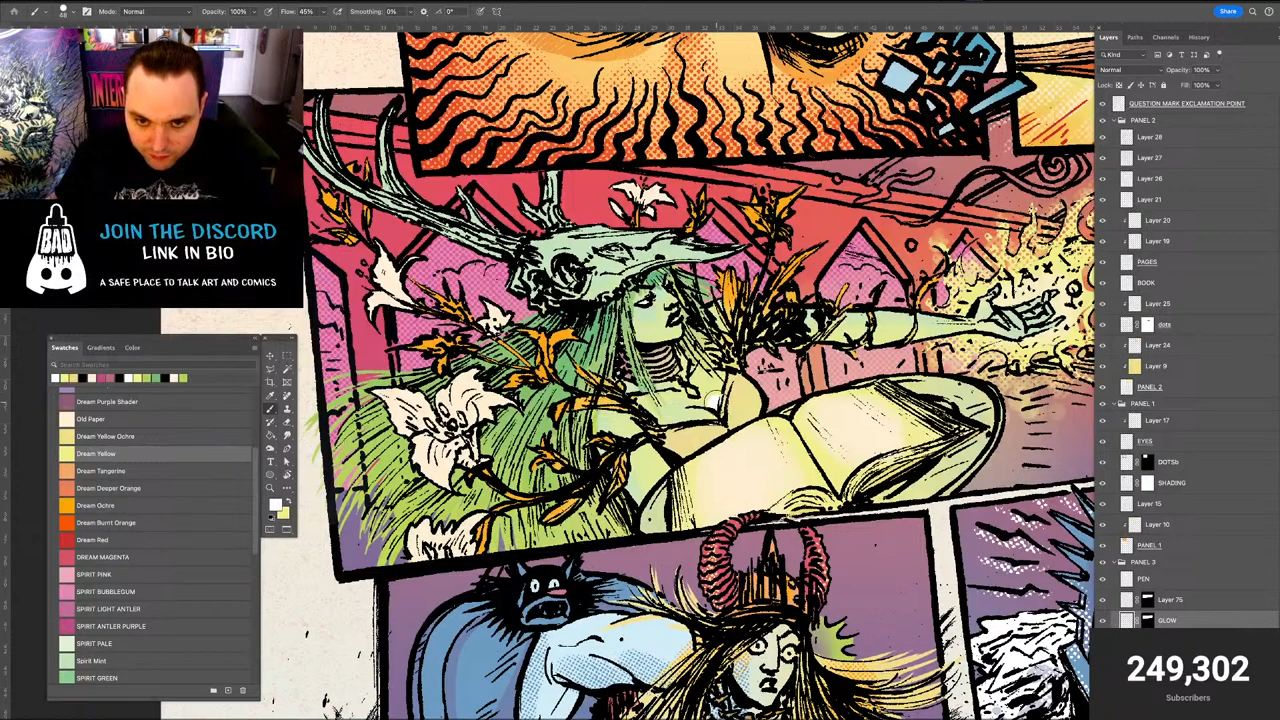 Mode: Normal
Opacity: 100%
Flow: 45%
Smoothing: 0%
0°
Share
JOIN THE DISCORD
LINK IN BIO
BAD
A SAFE PLACE TO TALK ART AND COMICS
Swatches
Gradients
Color
Search Swatches
Dream Purple Shader
Old Paper
Dream Yellow Ochre
Dream Yellow
Dream Tangerine
Dream Deeper Orange
Dream Ochre
Dream Burnt Orange
Dream Red
DREAM MAGENTA
SPIRIT PINK
SPIRIT BUBBLEGUM
SPIRIT LIGHT ANTLER
SPIRIT ANTLER PURPLE
SPIRIT PALE
Spirit Mint
SPIRIT GREEN
Layers
Paths
Channels
History
Kind
Normal
Opacity: 100%
Lock:
Fill: 100%
QUESTION MARK EXCLAMATION POINT
PANEL 2
Layer 28
Layer 27
Layer 26
Layer 21
Layer 20
Layer 19
PAGES
BOOK
Layer 25
dots
Layer 24
Layer 9
PANEL 2
PANEL 1
Layer 17
EYES
DOTSb
SHADING
Layer 15
Layer 10
PANEL 1
PANEL 3
PEN
Layer 75
GLOW
249,302
Subscribers